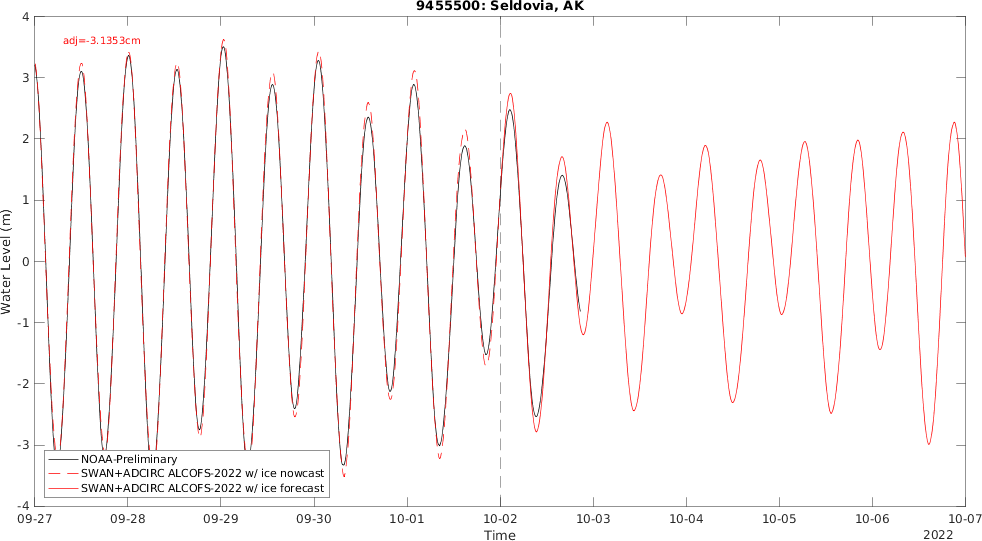 9455500: Seldovia, AK
adj=-3.1353cm
4
3
2
1
0
-1
-2
-3
-4
Water Level (m)
NOAA-Preliminary
SWAN+ADCIRC ALCOFS-2022 w/ ice nowcast
SWAN+ADCIRC ALCOFS-2022 w/ ice forecast
09-27 09-28 09-29 09-30 10-01 10-02 10-03 10-04 10-05 10-06 10-07
Time
2022